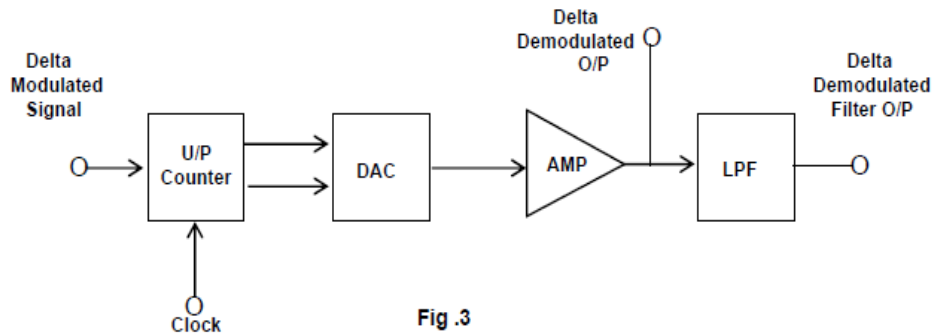 Delta
Demodulated
O/P
Delta
Modulated
Signal
Delta
Demodulated
Filter O/P
U/P
Counter
DAC
AMP
LPF
Clock
Fig .3